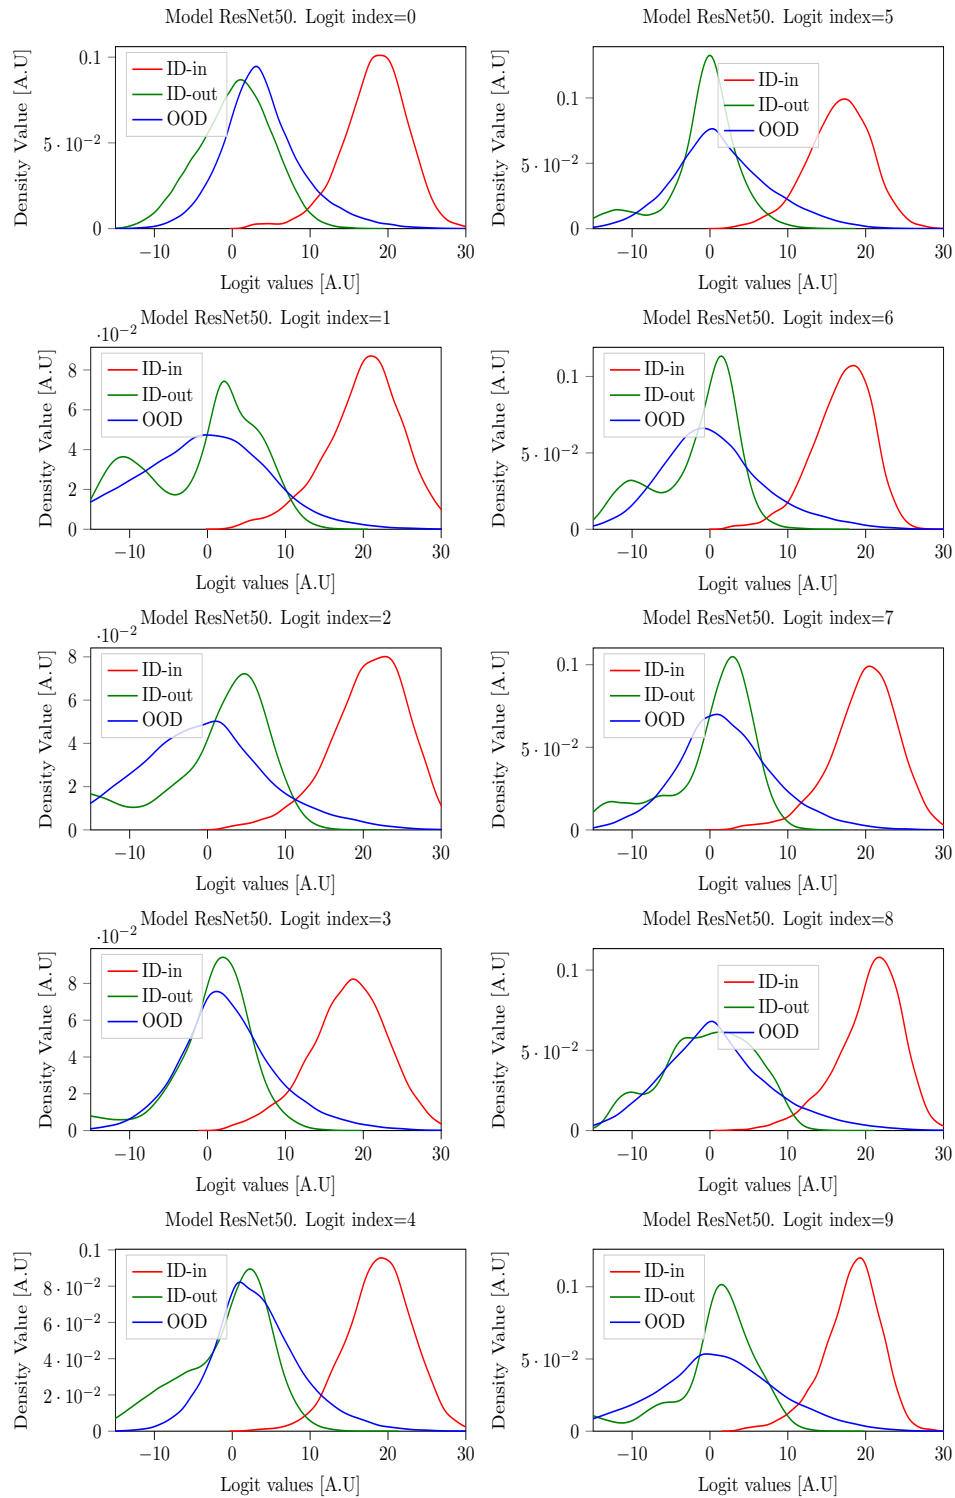 Model ResNet50. Logit index=0
Density Value [A.U]
0.1
5 · 10−2
0
ID-in
ID-out
OOD
−10 0 10 20 30
Logit values [A.U]
Model ResNet50. Logit index=5
Density Value [A.U]
0.1
5 · 10−2
0
ID-in
ID-out
OOD
−10 0 10 20 30
Logit values [A.U]
Model ResNet50. Logit index=1
·10−2
Density Value [A.U]
8
6
4
2
0
ID-in
ID-out
OOD
−10 0 10 20 30
Logit values [A.U]
Model ResNet50. Logit index=6
Density Value [A.U]
0.1
5 · 10−2
0
ID-in
ID-out
OOD
−10 0 10 20 30
Logit values [A.U]
Model ResNet50. Logit index=2
·10−2
Density Value [A.U]
8
6
4
2
0
ID-in
ID-out
OOD
−10 0 10 20 30
Logit values [A.U]
Model ResNet50. Logit index=7
Density Value [A.U]
0.1
5 · 10−2
0
ID-in
ID-out
OOD
−10 0 10 20 30
Logit values [A.U]
Model ResNet50. Logit index=3
·10−2
Density Value [A.U]
8
6
4
2
0
ID-in
ID-out
OOD
−10 0 10 20 30
Logit values [A.U]
Model ResNet50. Logit index=8
Density Value [A.U]
0.1
5 · 10−2
0
ID-in
ID-out
OOD
−10 0 10 20 30
Logit values [A.U]
Model ResNet50. Logit index=4
Density Value [A.U]
0.1
8 · 10−2
6 · 10−2
4 · 10−2
2 · 10−2
0
ID-in
ID-out
OOD
−10 0 10 20 30
Logit values [A.U]
Model ResNet50. Logit index=9
Density Value [A.U]
0.1
5 · 10−2
0
ID-in
ID-out
OOD
−10 0 10 20 30
Logit values [A.U]